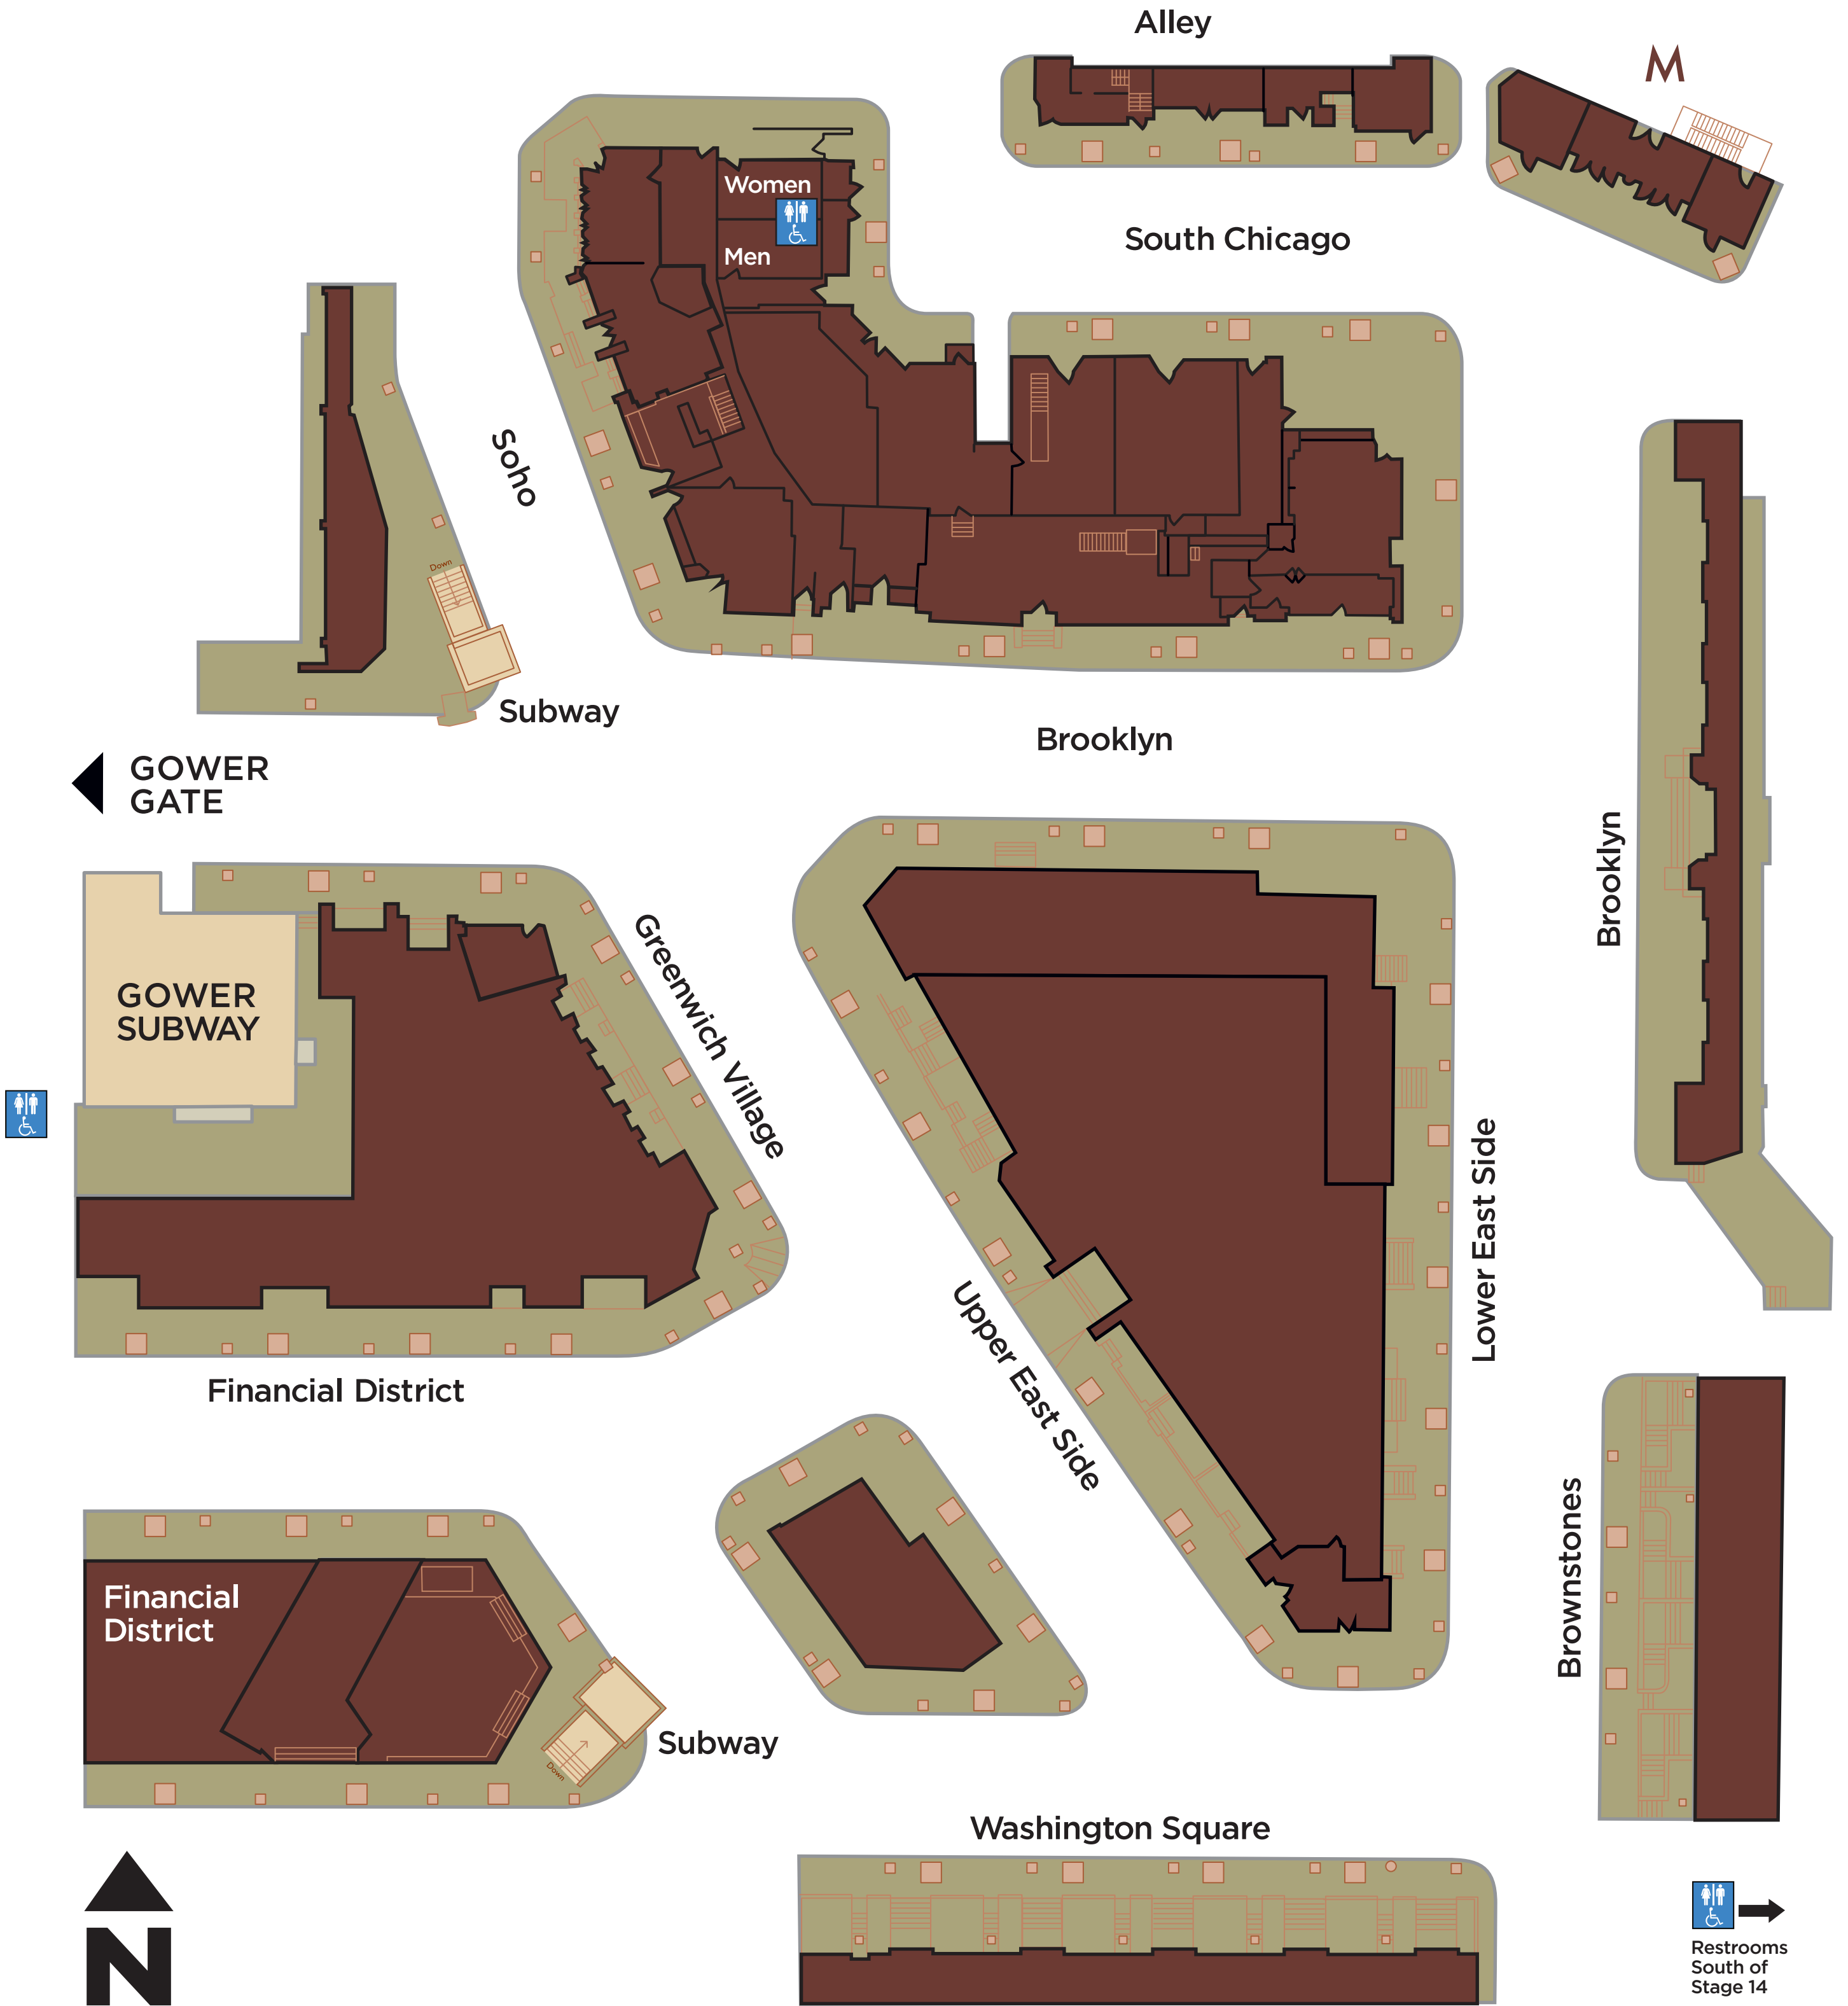 Alley
M
Women
Men
South Chicago
Soho
Down
Subway
Brooklyn
GOWER
GATE
Brooklyn
GOWER
SUBWAY
Greenwich Village
Lower East Side
Upper East Side
Financial District
Financial
District
Brownstones
Subway
Down
Washington Square
N
Restrooms
South of
Stage 14